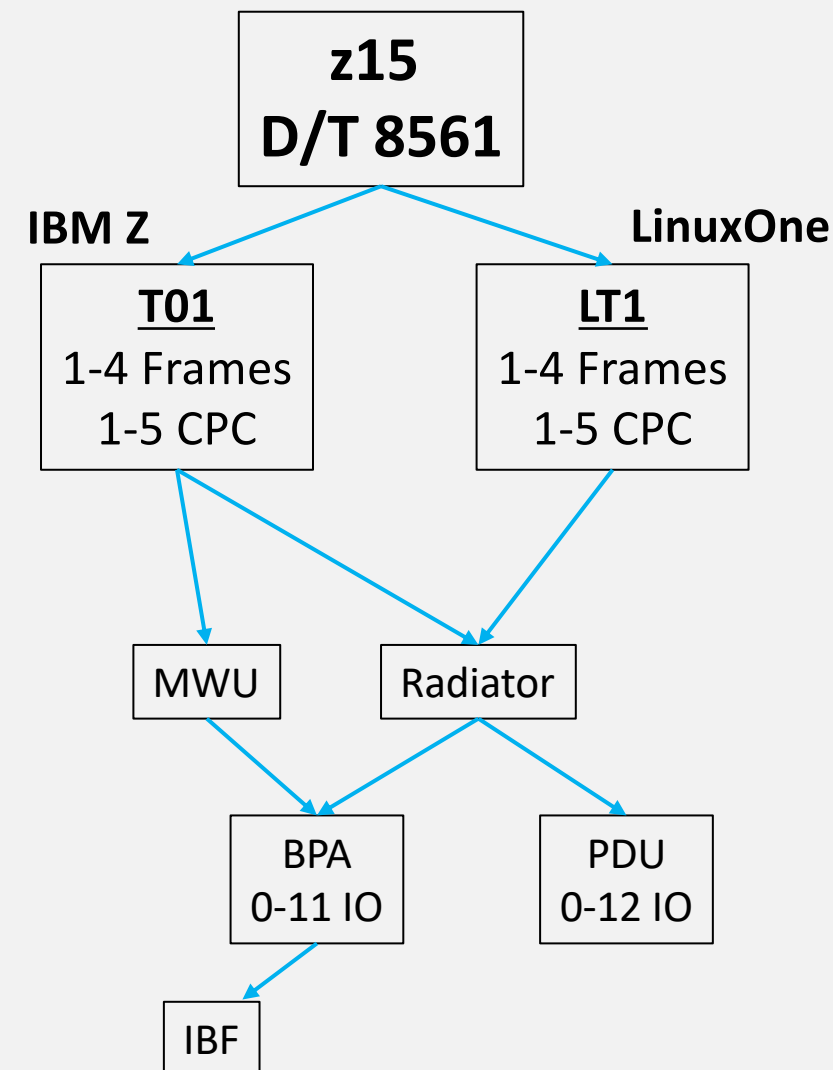 z15
D/T 8561
IBM Z
LinuxOne
T01
1-4 Frames
1-5 CPC
LT1
1-4 Frames
1-5 CPC
MWU
Radiator
BPA
0-11 IO
PDU
0-12 IO
IBF